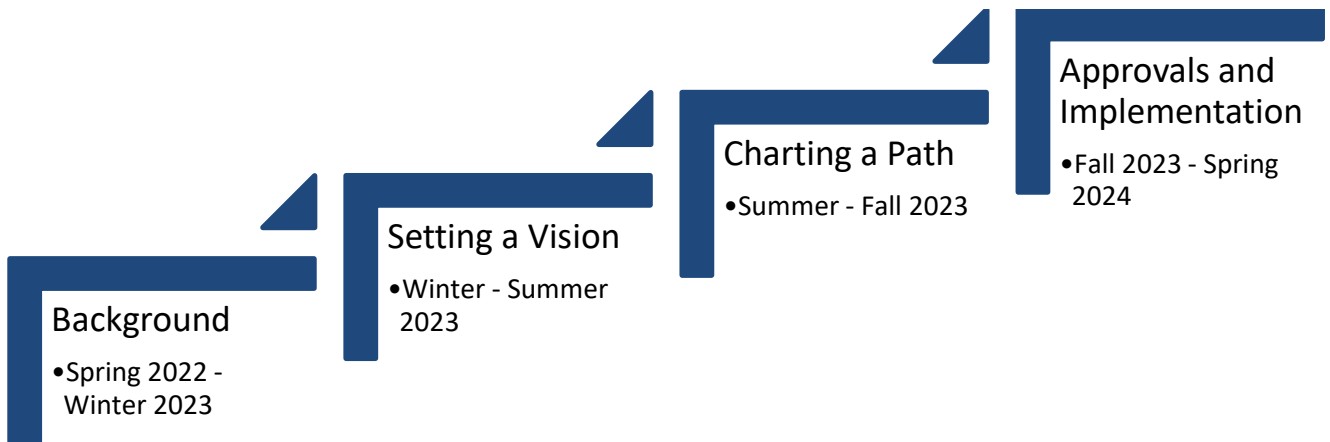 Background
•Spring 2022 -
Winter 2023
Setting a Vision
•Winter - Summer
2023
Charting a Path
•Summer - Fall 2023
Approvals and
Implementation
•Fall 2023 - Spring
2024